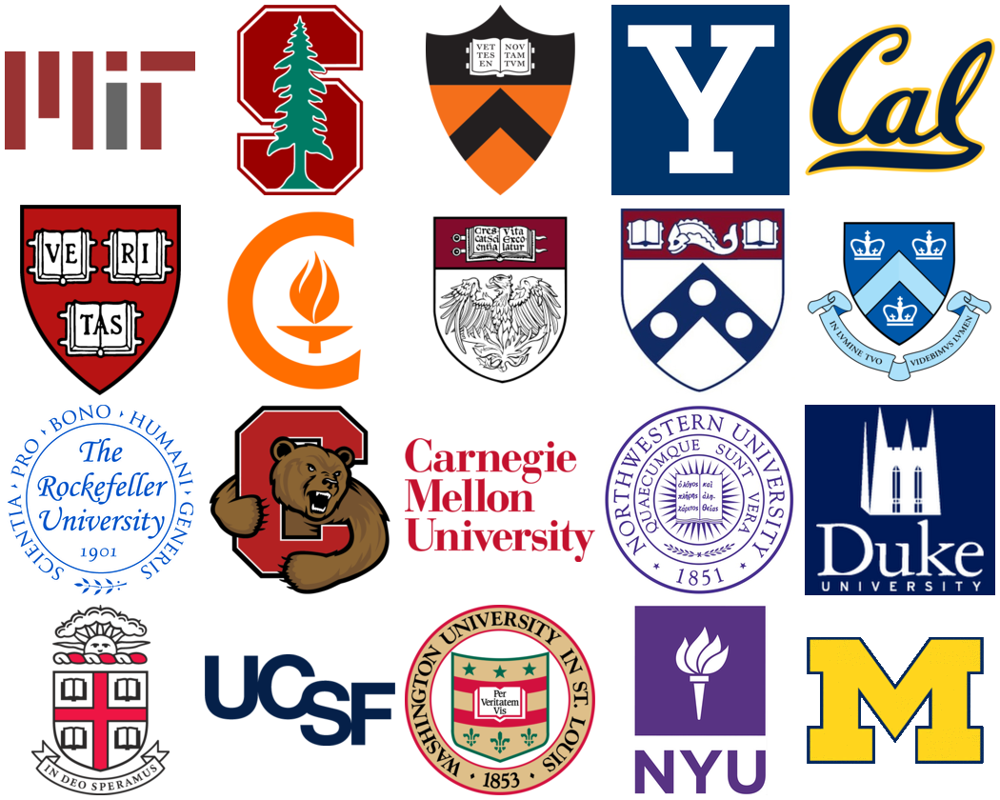 MIT
S
VET NOV
TES TAM
EN TVM
Y
Cal
VE RI
TAS
Cres Vita
cat Sci Exco
entia latur
IN LVMINE TVO VIDEBIMVS LVMEN
SCIENTIA · PRO · BONO · HUMANI · GENERIS
The
Rockefeller
University
1901
C
Carnegie
Mellon
University
NORTHWESTERN UNIVERSITY
QUAECUMQUE SUNT VERA
ὁ λόγος καὶ
πλήρης ἀλη-
χάριτος θείας
1851
Duke
UNIVERSITY
IN DEO SPERAMUS
UCSF
WASHINGTON UNIVERSITY IN ST. LOUIS
Per
Veritatem
Vis
· 1853 ·
NYU
M